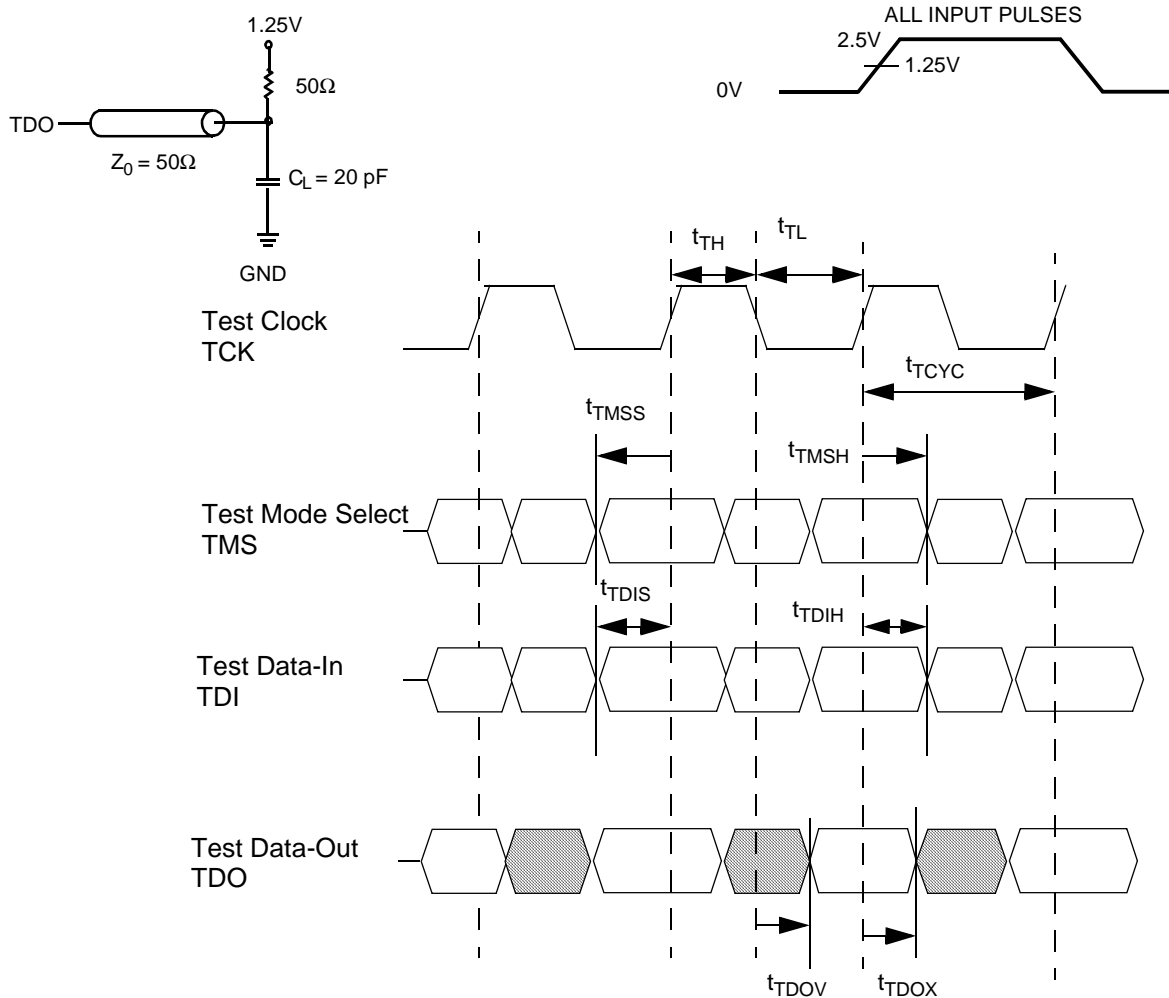 1.25V
50Ω
TDO
Z0 = 50Ω
CL = 20 pF
GND
ALL INPUT PULSES
2.5V
1.25V
0V
tTH
tTL
Test Clock
TCK
tTCYC
tTMSS
tTMSH
Test Mode Select
TMS
tTDIS
tTDIH
Test Data-In
TDI
Test Data-Out
TDO
tTDOV
tTDOX